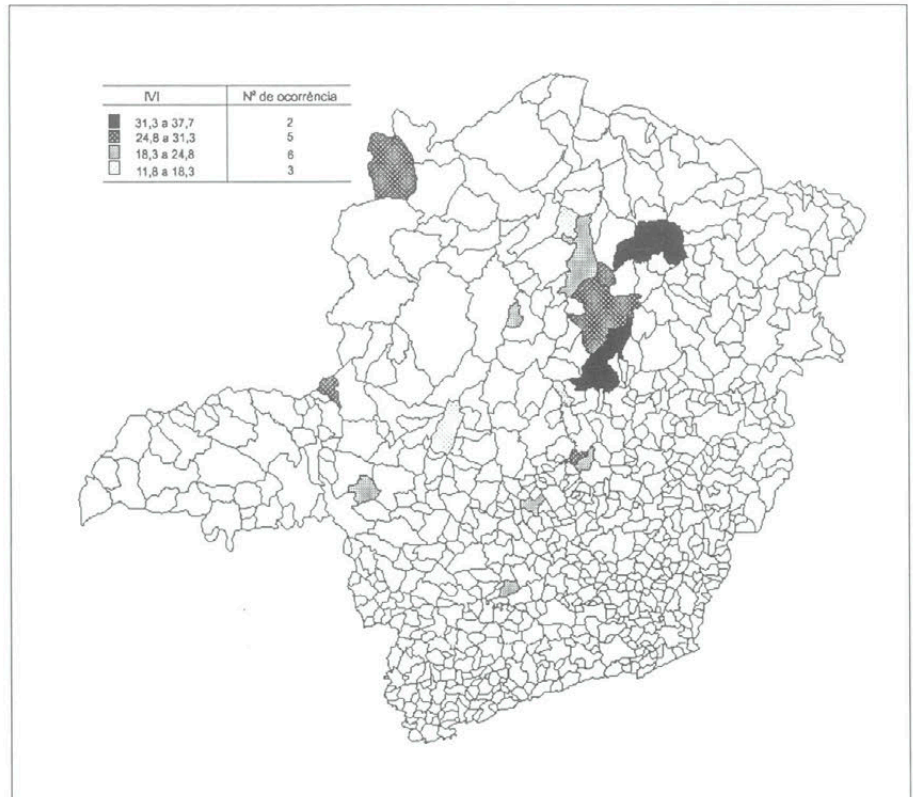 IVI Nº de ocorrência
31,3 a 37,7 2
24,8 a 31,3 5
18,3 a 24,8 6
11,8 a 18,3 3